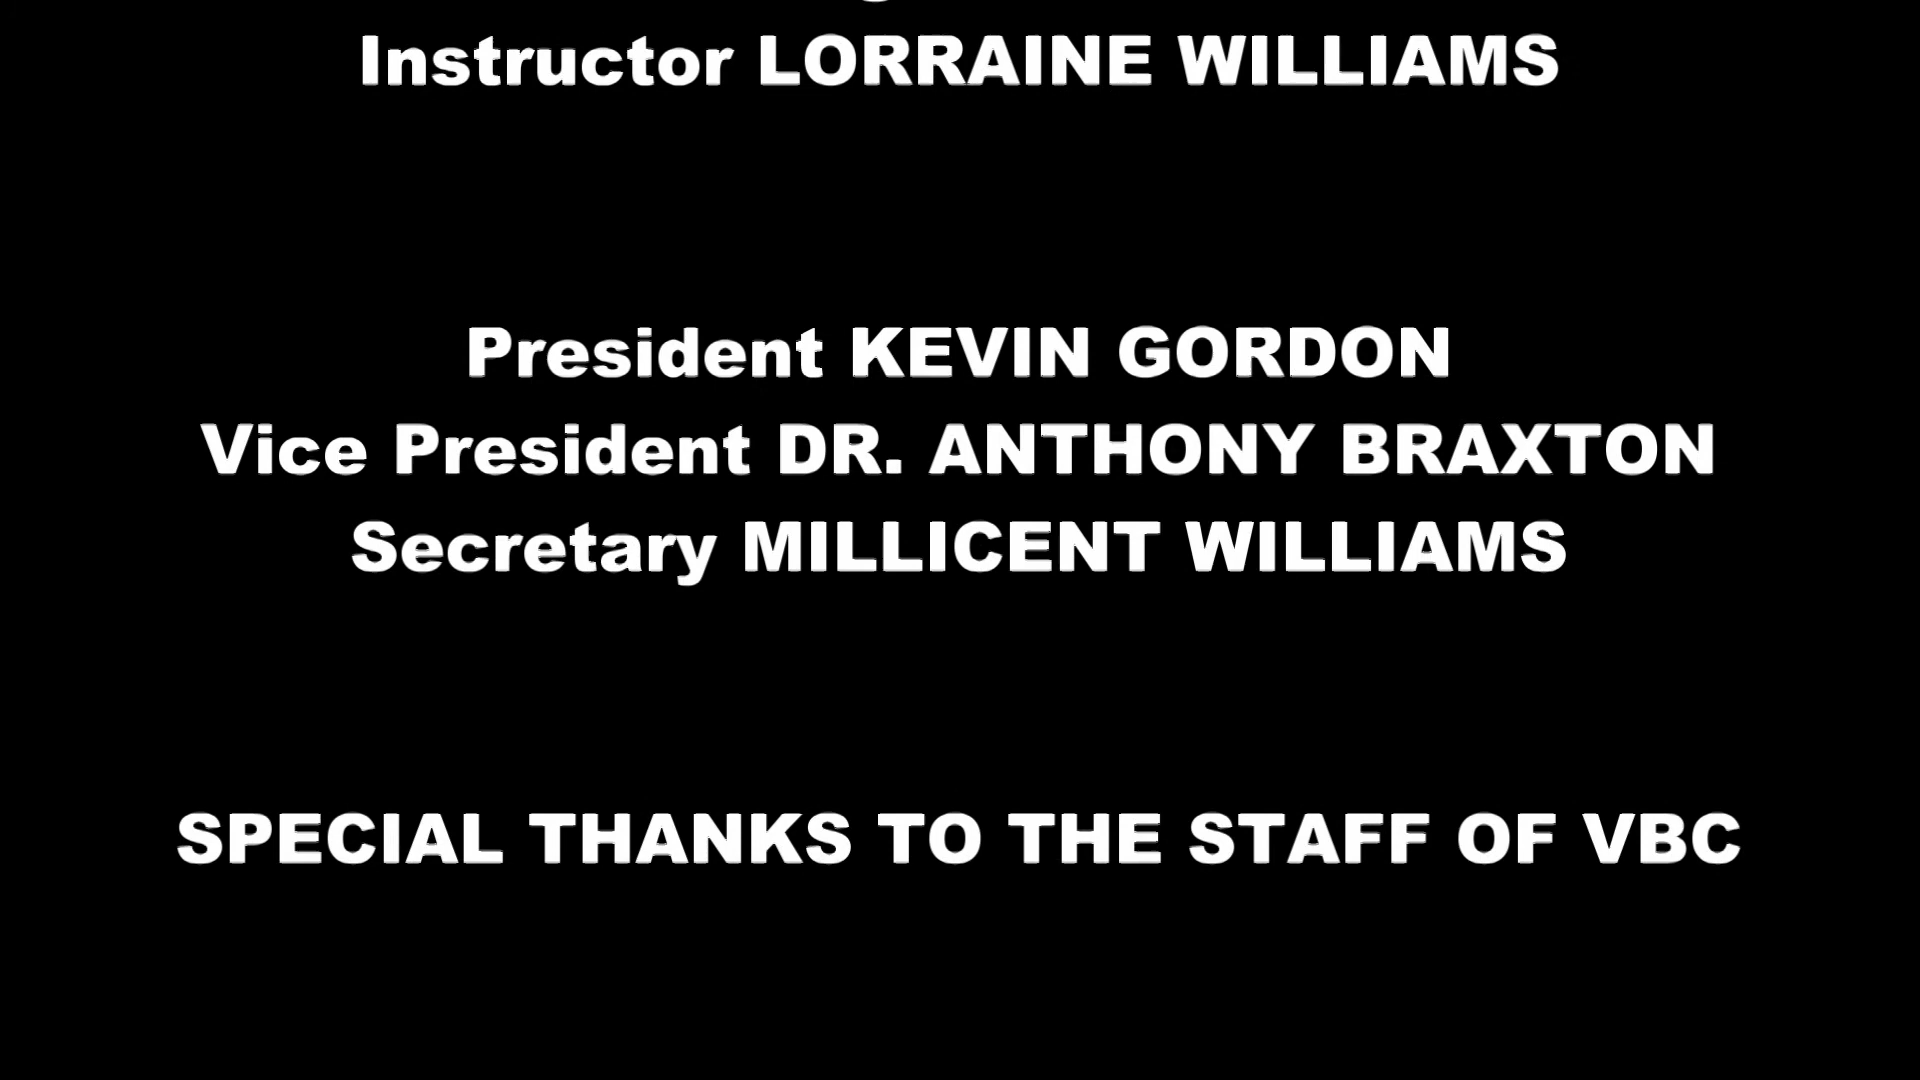 Instructor LORRAINE WILLIAMS
President KEVIN GORDON
Vice President DR. ANTHONY BRAXTON
Secretary MILLICENT WILLIAMS
SPECIAL THANKS TO THE STAFF OF VBC